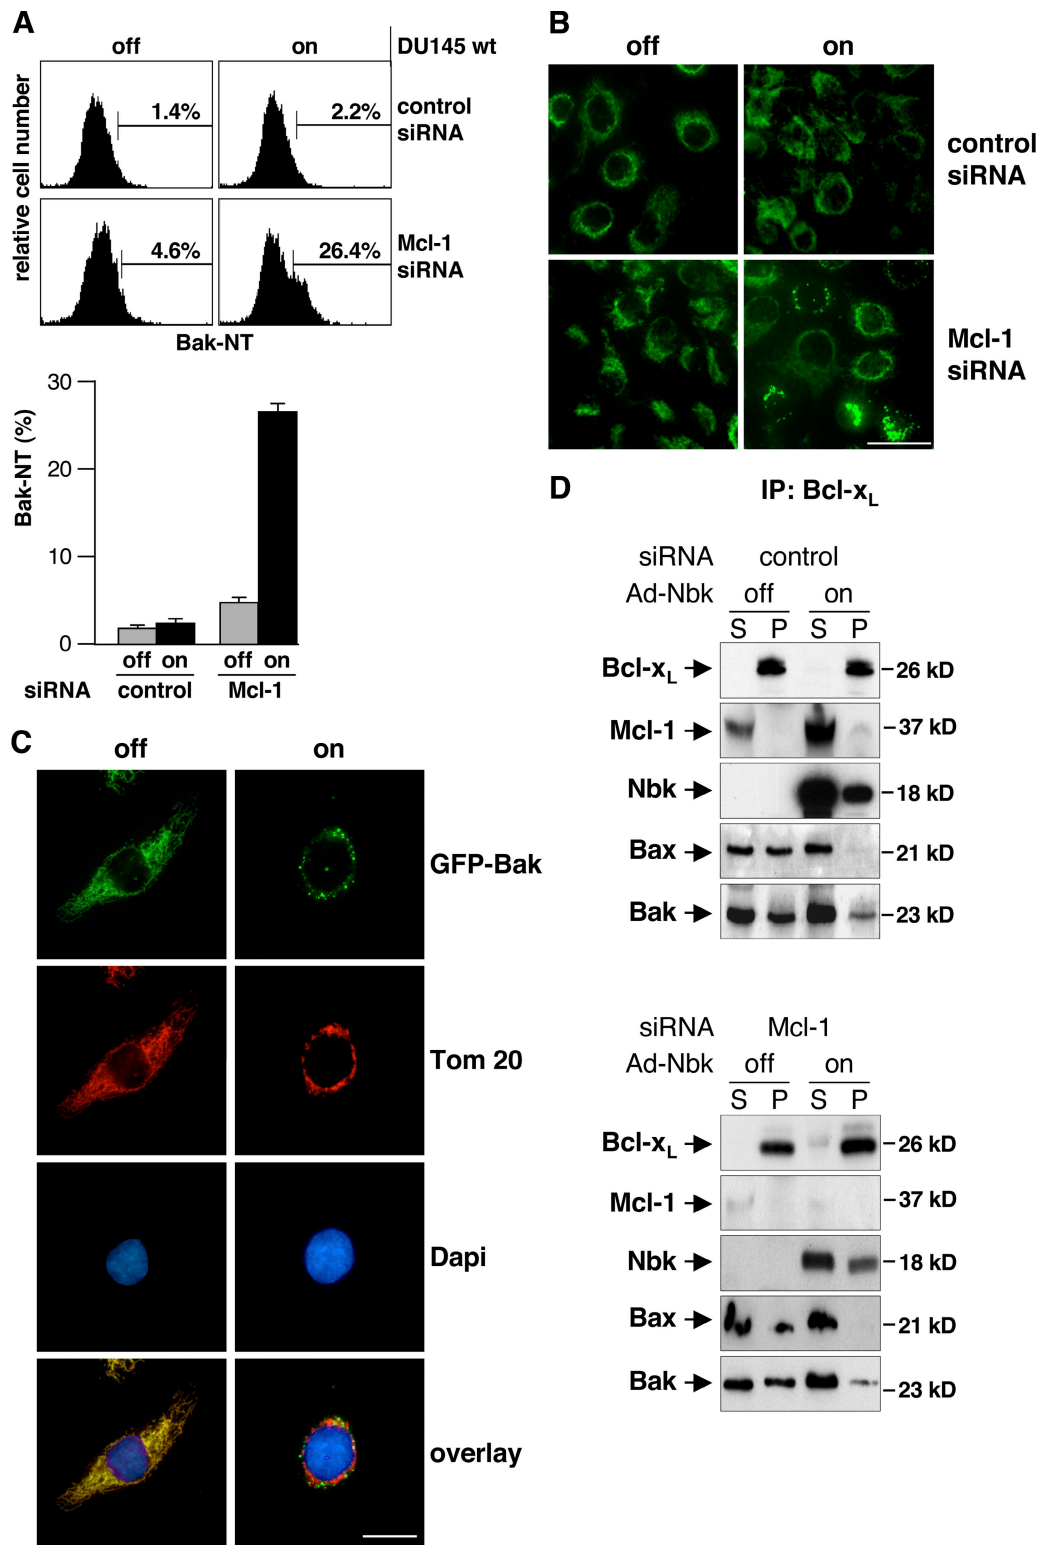 A
off on DU145 wt
relative cell number
1.4% 2.2% control siRNA
4.6% 26.4% Mcl-1 siRNA
Bak-NT
Bak-NT (%)
30
20
10
0
off on off on
siRNA control Mcl-1
B
off on
control siRNA
Mcl-1 siRNA
C
off on
GFP-Bak
Tom 20
Dapi
overlay
D
IP: Bcl-xL
siRNA control
Ad-Nbk off on
S P S P
Bcl-xL 26 kD
Mcl-1 37 kD
Nbk 18 kD
Bax 21 kD
Bak 23 kD
siRNA Mcl-1
Ad-Nbk off on
S P S P
Bcl-xL 26 kD
Mcl-1 37 kD
Nbk 18 kD
Bax 21 kD
Bak 23 kD